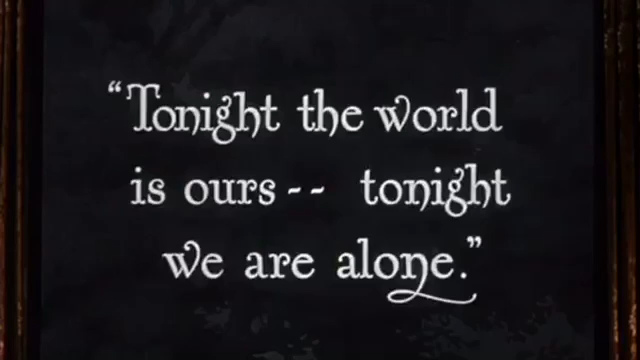 “Tonight the world
is ours-- tonight
we are alone.”